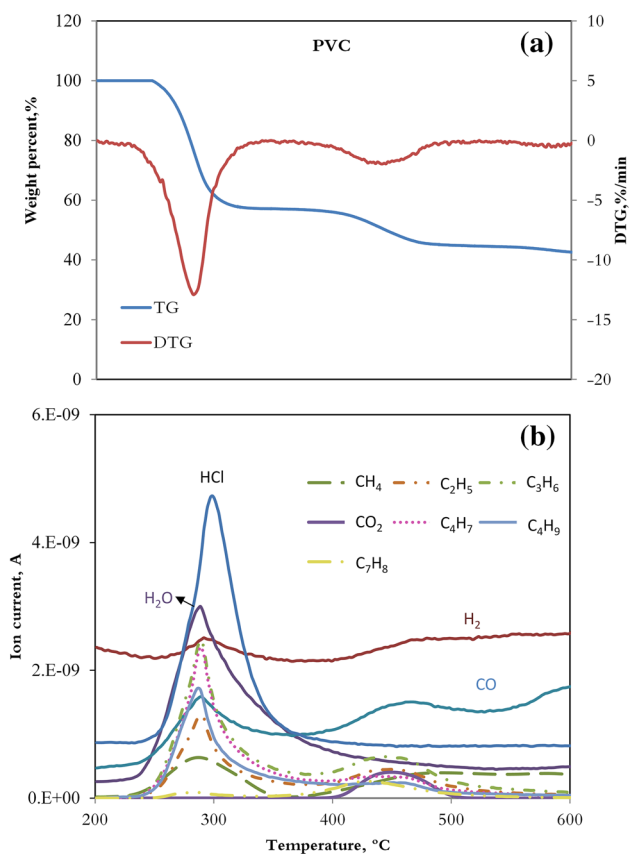 120
100
80
60
40
20
0
Weight percent,%
PVC
(a)
10
5
0
-5
-10
-15
-20
DTG,%/min
TG
DTG
6.E-09
4.E-09
2.E-09
0.E+00
Ion current, A
(b)
HCl
H₂O
CH₄
C₂H₅
C₃H₆
CO₂
C₄H₇
C₄H₉
C₇H₈
H₂
CO
200
300
400
500
600
Temperature, °C